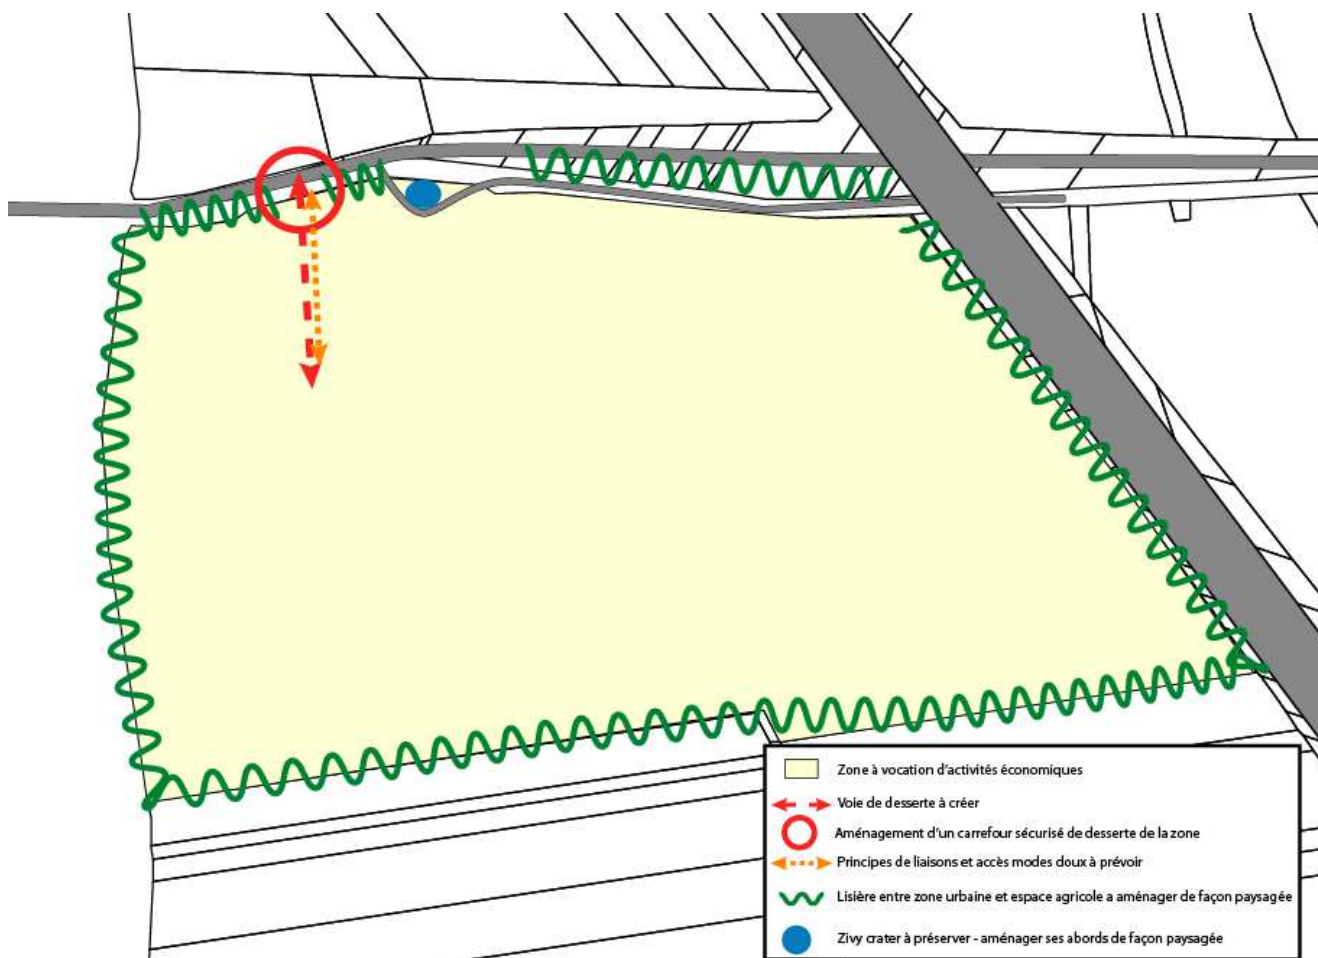 Zone à vocation d'activités économiques
Voie de desserte à créer
Aménagement d'un carrefour sécurisé de desserte de la zone
Principes de liaisons et accès modes doux à prévoir
Lisière entre zone urbaine et espace agricole a aménager de façon paysagée
Zivy crater à préserver - aménager ses abords de façon paysagée